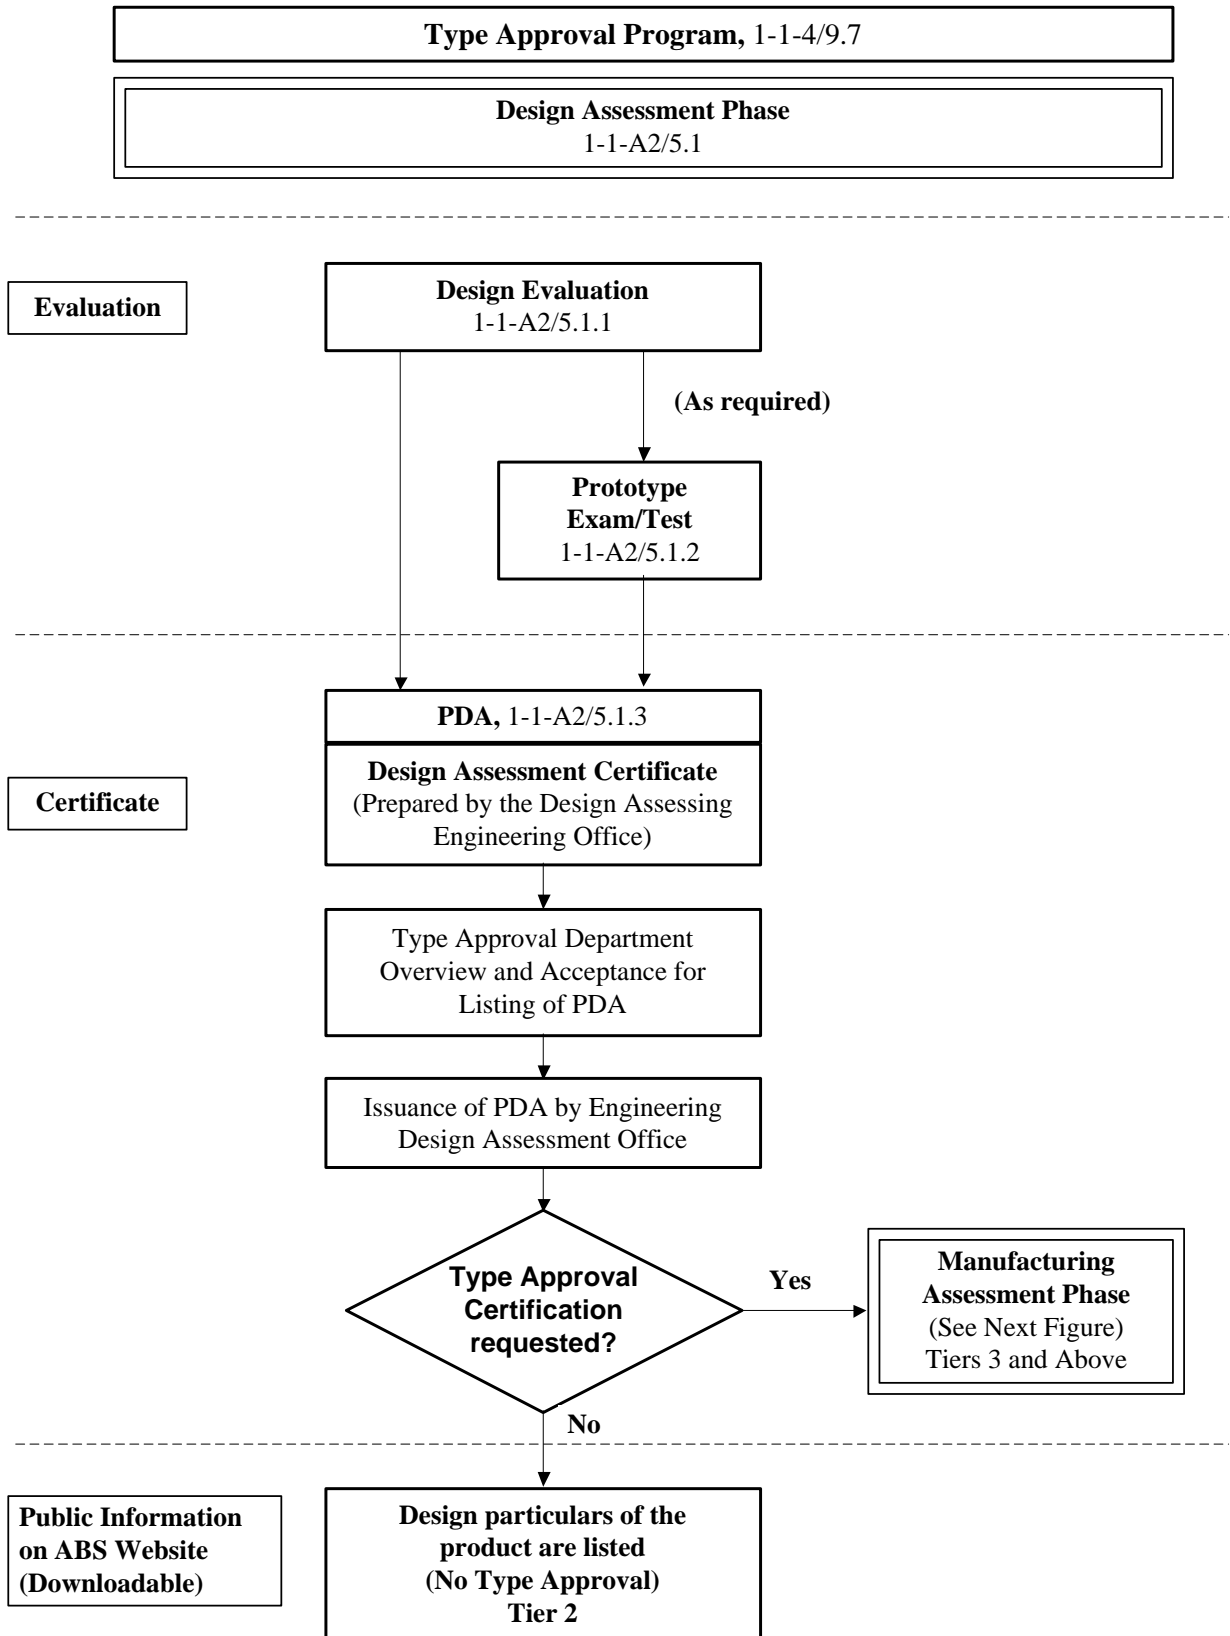 Type Approval Program, 1-1-4/9.7
Design Assessment Phase
1-1-A2/5.1
Evaluation
Design Evaluation
1-1-A2/5.1.1
(As required)
Prototype
Exam/Test
1-1-A2/5.1.2
PDA, 1-1-A2/5.1.3
Certificate
Design Assessment Certificate
(Prepared by the Design Assessing
Engineering Office)
Type Approval Department
Overview and Acceptance for
Listing of PDA
Issuance of PDA by Engineering
Design Assessment Office
Type Approval
Certification
requested?
Yes
Manufacturing
Assessment Phase
(See Next Figure)
Tiers 3 and Above
No
Public Information
on ABS Website
(Downloadable)
Design particulars of the
product are listed
(No Type Approval)
Tier 2